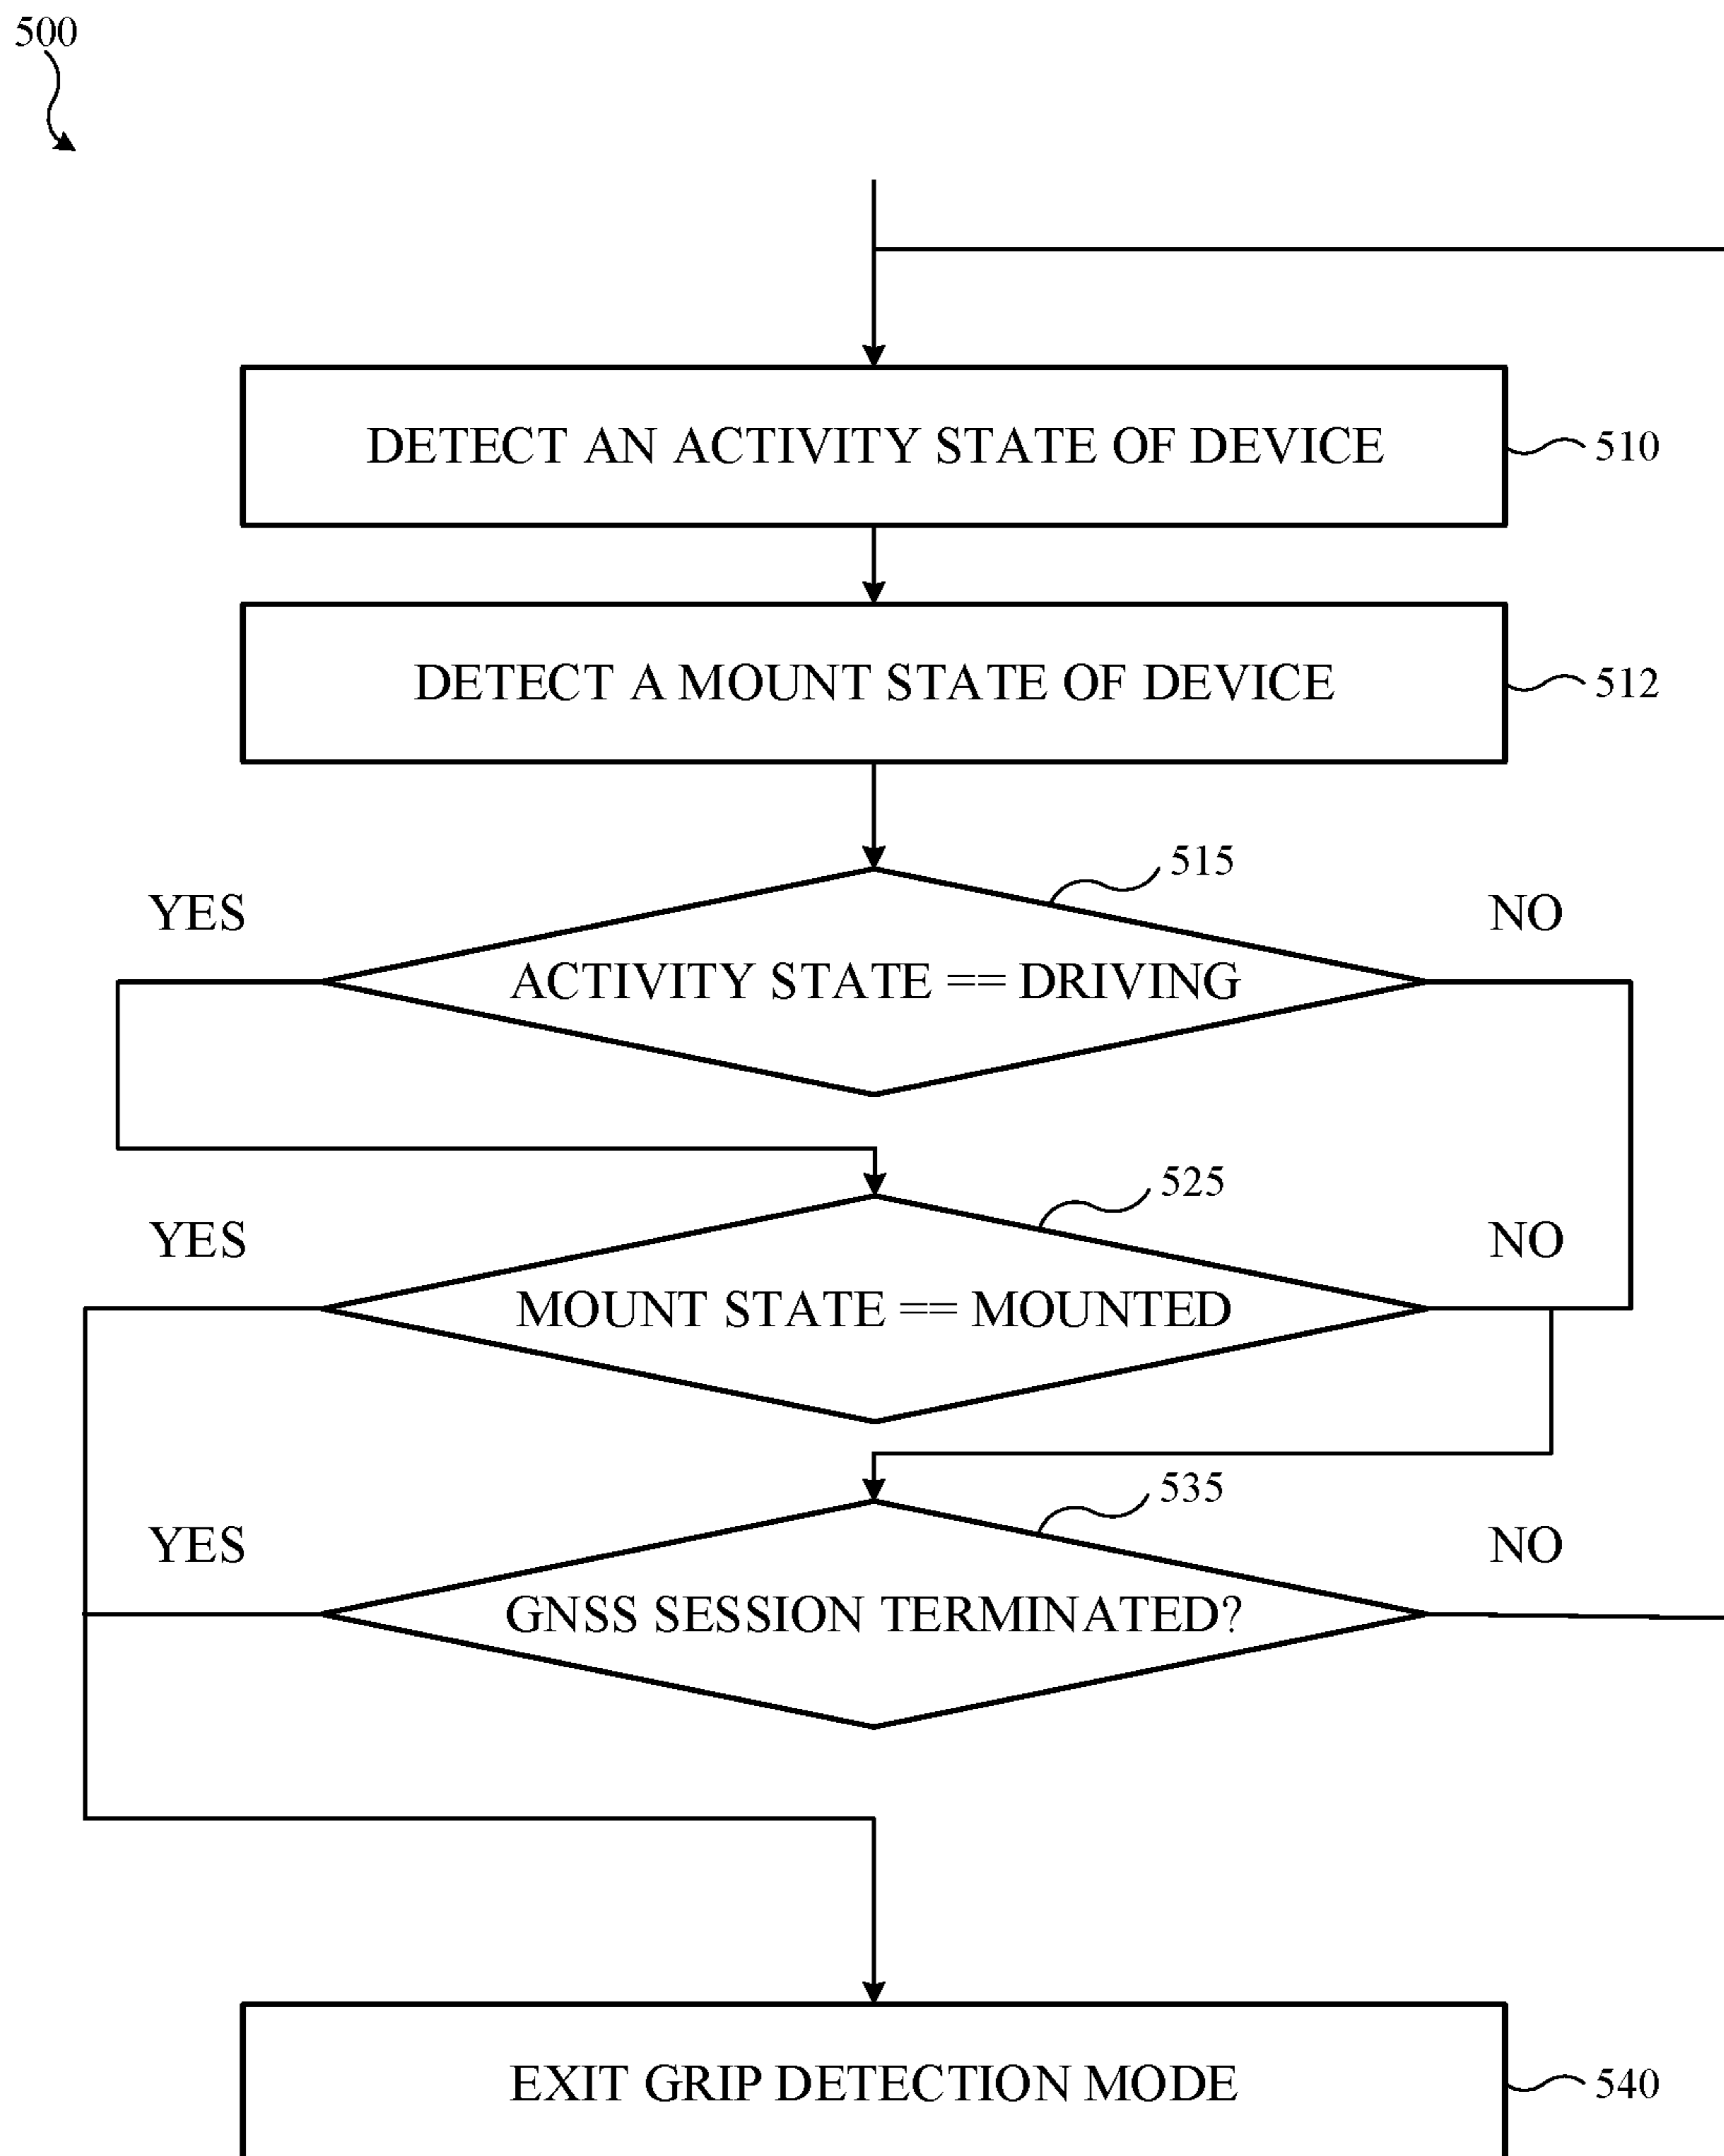 500
DETECT AN ACTIVITY STATE OF DEVICE
510
DETECT A MOUNT STATE OF DEVICE
512
515
YES
NO
ACTIVITY STATE == DRIVING
525
YES
NO
MOUNT STATE == MOUNTED
535
YES
NO
GNSS SESSION TERMINATED?
EXIT GRIP DETECTION MODE
540